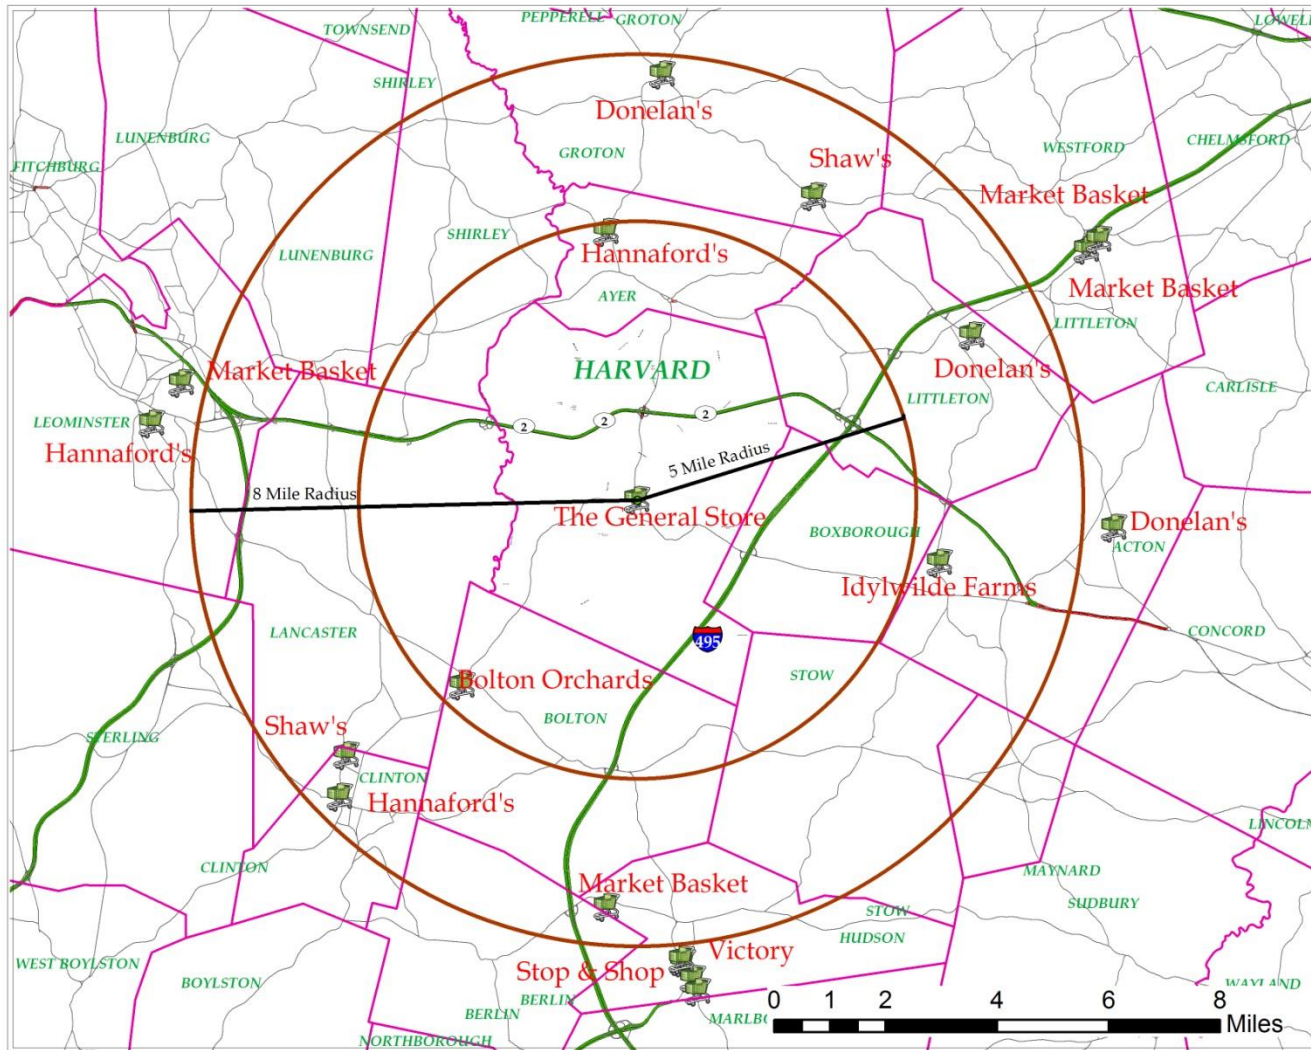 PEPPERELL
GROTON
LOWELL
TOWNSEND
SHIRLEY
Donelan's
LUNENBURG
GROTON
WESTFORD
CHELMSFORD
FITCHBURG
Shaw's
Market Basket
SHIRLEY
LUNENBURG
Hannaford's
AYER
Market Basket
LITTLETON
HARVARD
Donelan's
Market Basket
CARLISLE
LITTLETON
LEOMINSTER
2
2
2
Hannaford's
5 Mile Radius
8 Mile Radius
The General Store
BOXBOROUGH
Donelan's
ACTON
Idylwilde Farms
LANCASTER
495
CONCORD
Bolton Orchards
STOW
BOLTON
Shaw's
STERLING
CLINTON
Hannaford's
LINCOLN
CLINTON
MAYNARD
Market Basket
SUDBURY
STOW
HUDSON
Victory
WEST BOYLSTON
Stop & Shop
BOYLSTON
BERLIN
BERLIN
WAYLAND
NORTHBOROUGH
0 1 2 4 6 8
Miles